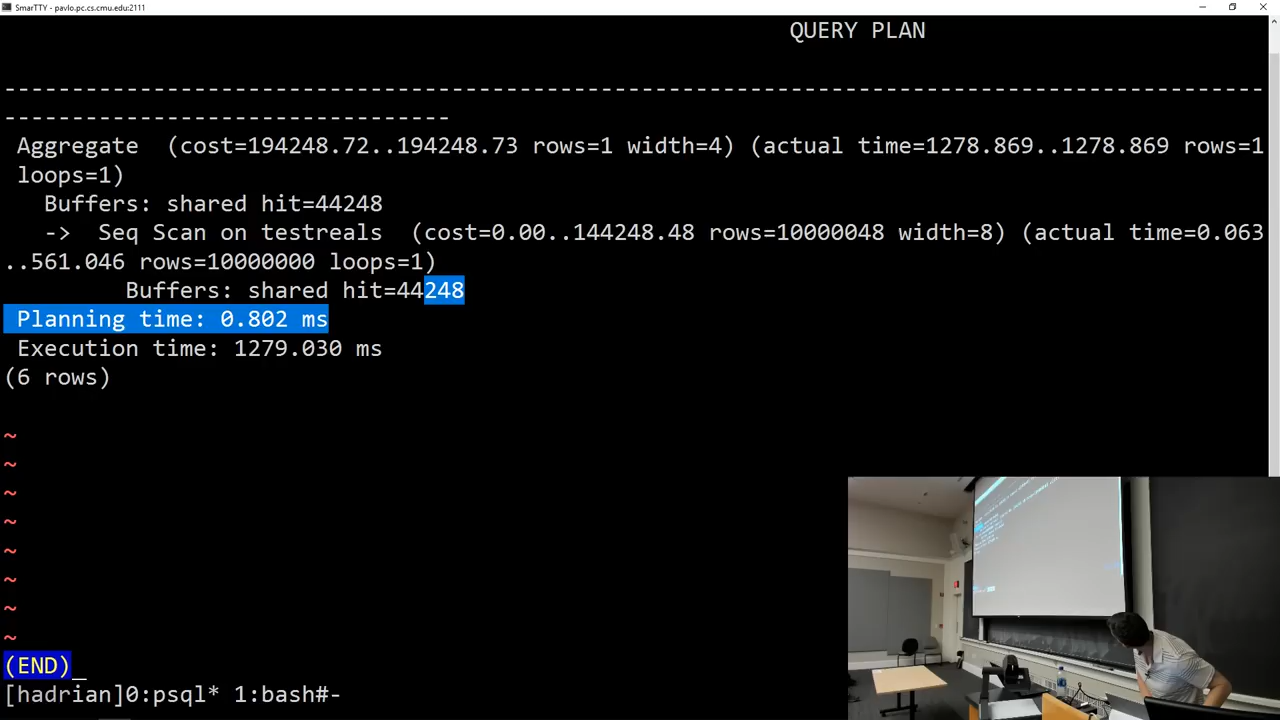 SmarTTY - pavlo.pc.cs.cmu.edu:2111
QUERY PLAN
--------------------------------------------------------------------------------------------
---------------------------------
Aggregate  (cost=194248.72..194248.73 rows=1 width=4) (actual time=1278.869..1278.869 rows=1
loops=1)
Buffers: shared hit=44248
->  Seq Scan on testreals  (cost=0.00..144248.48 rows=10000048 width=8) (actual time=0.063
..561.046 rows=10000000 loops=1)
Buffers: shared hit=44248
Planning time: 0.802 ms
Execution time: 1279.030 ms
(6 rows)
~
~
~
~
~
~
~
~
(END)_
[hadrian]0:psql* 1:bash#-